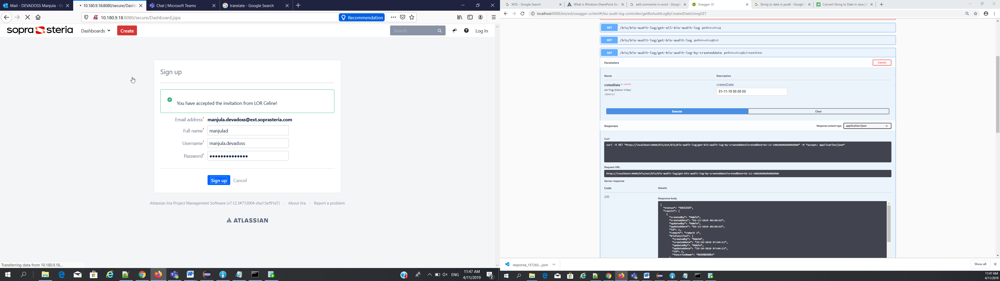 Mail - DEVADOSS Manjula - Ou
10.180.9.18:8080/secure/Dashb
Chat | Microsoft Teams
translate - Google Search
10.180.9.18:8080/secure/Dashboard.jspa
Recommendation
sopra steria
Dashboards
Create
Search
Log In
Sign up
You have accepted the invitation from LOR Celine!
Email address* manjula.devadoss@ext.soprasteria.com
Full name* manjulad
Username* manjula.devadoss
Password* ••••••••••••••
Sign up Cancel
Atlassian Jira Project Management Software (v7.12.3#712004-sha1:5ef91d7) · About Jira · Report a problem
ATLASSIAN
Transferring data from 10.180.9.18...
ENG
11:47 AM
4/11/2019
2
WSS - Google Search
What is Windows SharePoint Ser
add comments in word - Google
Swagger UI
String to date in java8 - Google S
Convert String to Date in Java | B
localhost:8888/bis/ext/swagger-ui.html#/bis-audit-log-controller/getBisAuditLogByCreatedDateUsingGET
GET /bis/bis-audit-log/get-all-bis-audit-log getBisAuditLog
GET /bis/bis-audit-log/get-bis-audit-log getBisAuditLogById
GET /bis/bis-audit-log/get-bis-audit-log-by-createddate getBisAuditLogByCreatedDate
Parameters
Cancel
Name Description
cretedDate * required
string($date-time)
(query)
cretedDate
01-11-19 00:00:00
Execute
Clear
Responses
Response content type application/json
Curl
curl -X GET "http://localhost:8888/bis/ext/bis/bis-audit-log/get-bis-audit-log-by-createddate?cretedDate=01-11-19%2000%3A00%3A00" -H "accept: application/json"
Request URL
http://localhost:8888/bis/ext/bis/bis-audit-log/get-bis-audit-log-by-createddate?cretedDate=01-11-19%2000%3A00%3A00
Server response
Code Details
200
Response body
{
"status": "SUCCESS",
"result": [
{
"createdby": "Admin",
"createddate": "01-11-2019 08:56:32",
"updatedby": "Admin",
"updateddate": "01-11-2019 08:56:32",
"id": 1,
"remark": "remark 1",
"bisFunction": {
"createdby": "Admim",
"createddate": "23-10-2019 07:04:11",
"updatedby": "Admin",
"updateddate": "23-10-2019 07:04:11",
"id": 2,
"functionName": "DASHBOARD2"
response_157283....json
Show all
11:47 AM
4/11/2019